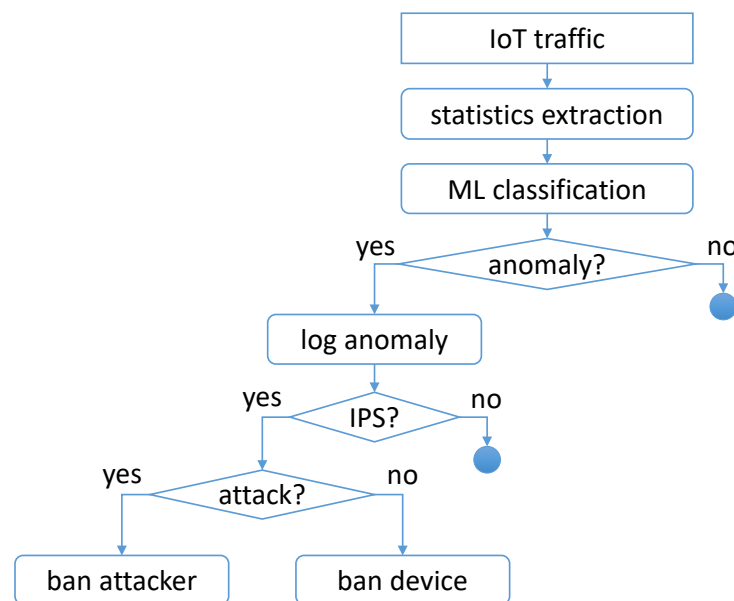 IoT traffic
statistics extraction
ML classification
yes
anomaly?
no
log anomaly
yes
IPS?
no
yes
attack?
no
ban attacker
ban device